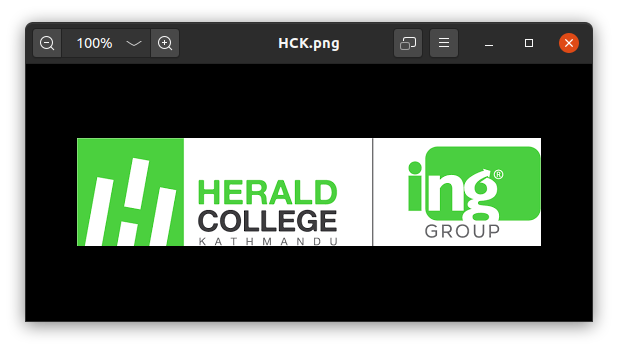 100%
HCK.png
HERALD
COLLEGE
KATHMANDU
ing®
GROUP